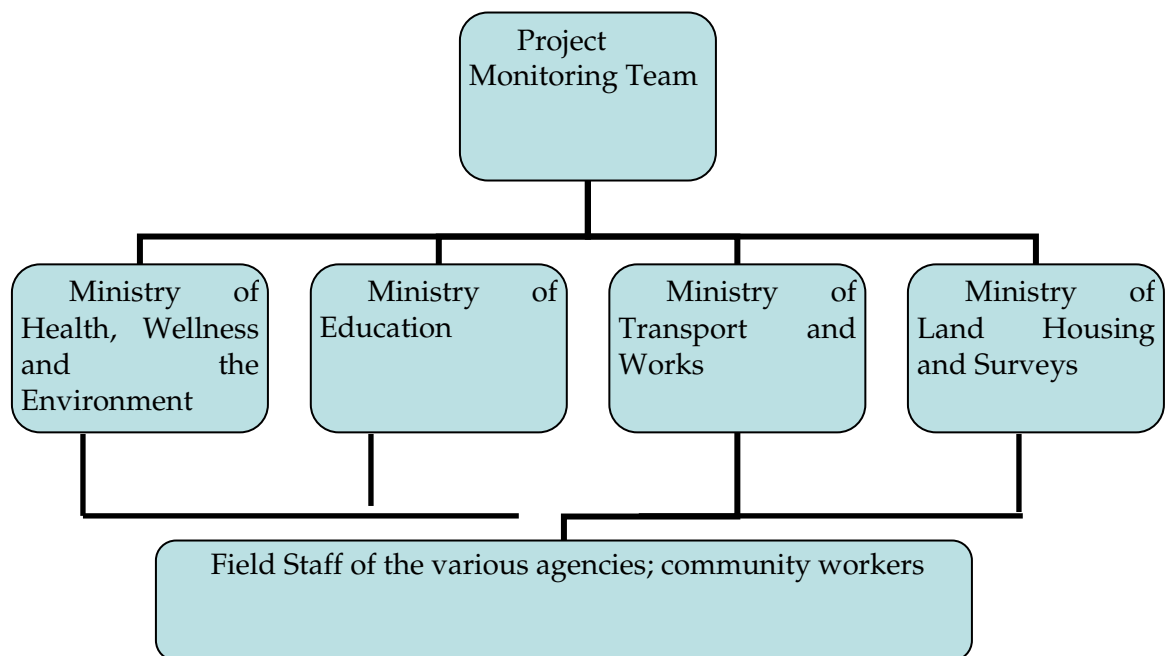 Project
Monitoring Team
Ministry of
Health, Wellness
and the
Environment
Ministry of
Education
Ministry of
Transport and
Works
Ministry of
Land Housing
and Surveys
Field Staff of the various agencies; community workers